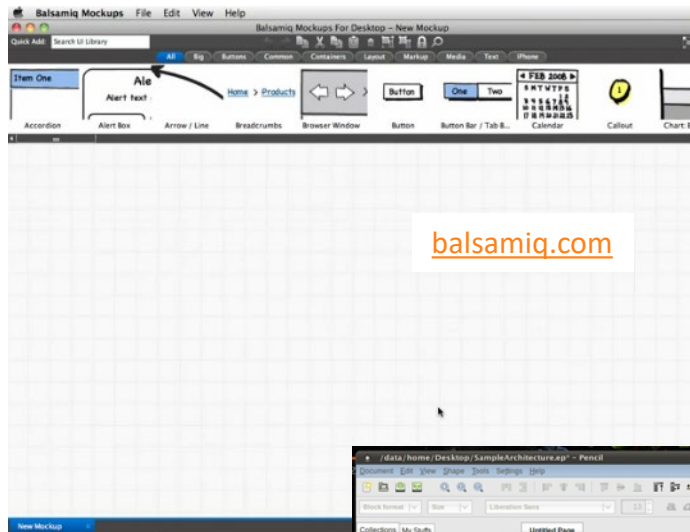 Balsamiq Mockups File Edit View Help
Balsamiq Mockups For Desktop - New Mockup
Quick Add: Search UI Library
All Big Buttons Common Containers Layout Markup Media Text iPhone
Item One
Ale
Alert text
Home > Products
Button
One Two
FEB 2008
S M T W T F S
1
Accordion Alert Box Arrow / Line Breadcrumbs Browser Window Button Button Bar / Tab B... Calendar Callout Chart: B
balsamiq.com
/data/home/Desktop/SampleArchitecture.ep* - Pencil
Document Edit View Shape Tools Settings Help
Block format Size Liberation Sans 13
Collections My Stuffs Untitled Page
New Mockup